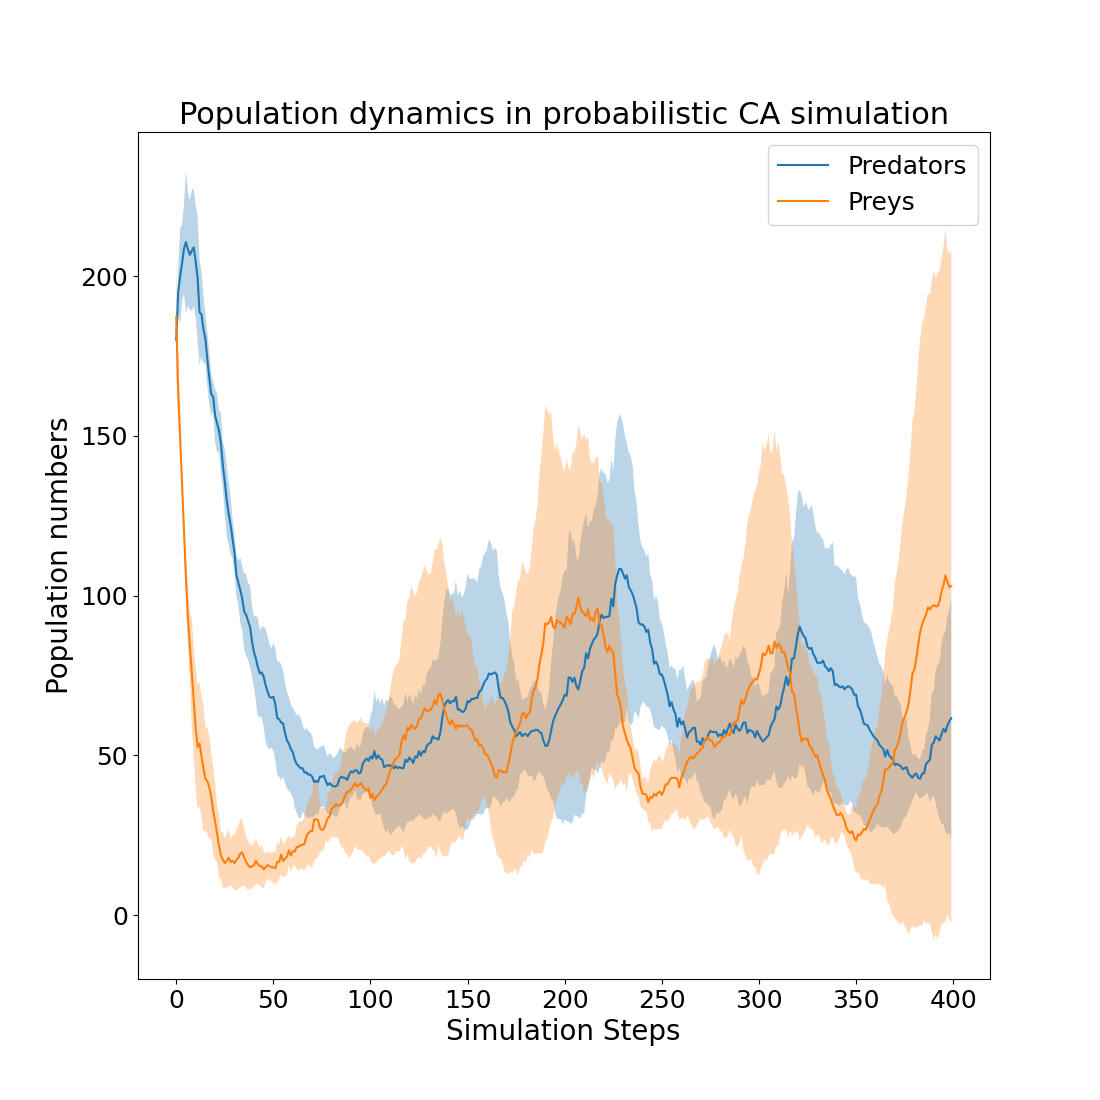 Population dynamics in probabilistic CA simulation
Predators
Preys
Population numbers
200
150
100
50
0
0 50 100 150 200 250 300 350 400
Simulation Steps